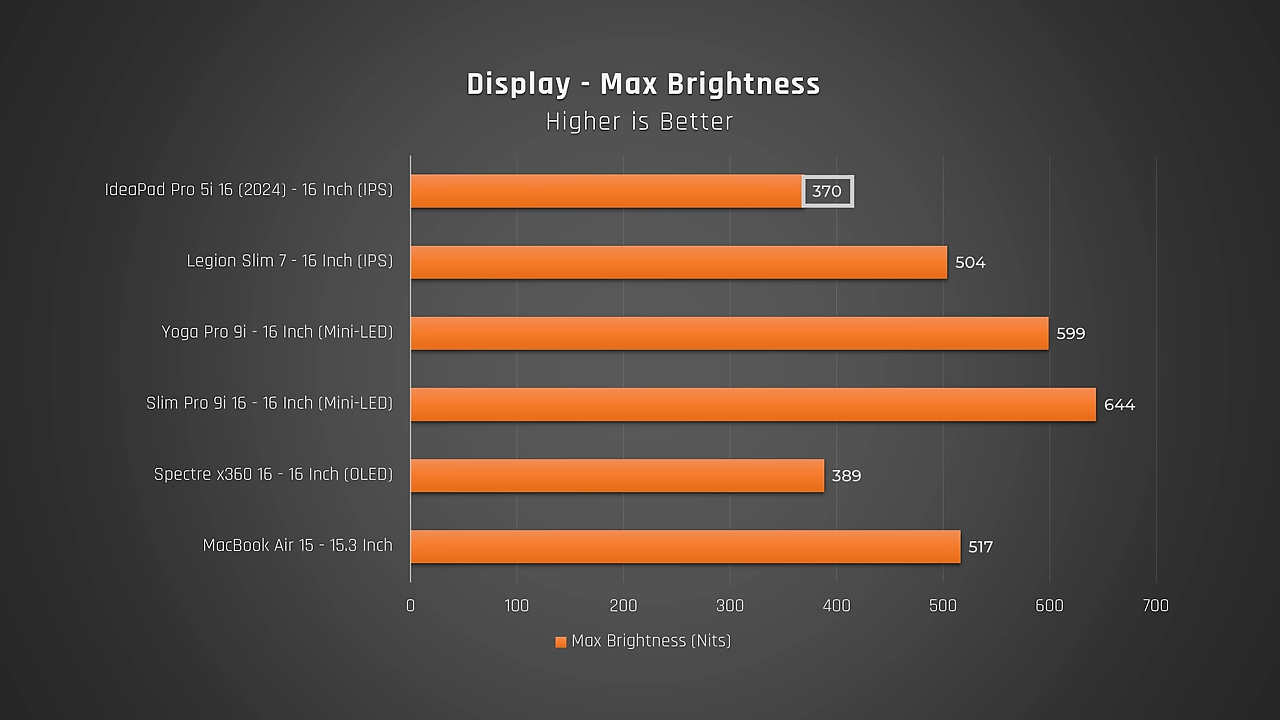 Display - Max Brightness
Higher is Better
IdeaPad Pro 5i 16 (2024) - 16 Inch (IPS) 370
Legion Slim 7 - 16 Inch (IPS) 504
Yoga Pro 9i - 16 Inch (Mini-LED) 599
Slim Pro 9i 16 - 16 Inch (Mini-LED) 644
Spectre x360 16 - 16 Inch (OLED) 389
MacBook Air 15 - 15.3 Inch 517
0 100 200 300 400 500 600 700
Max Brightness (Nits)